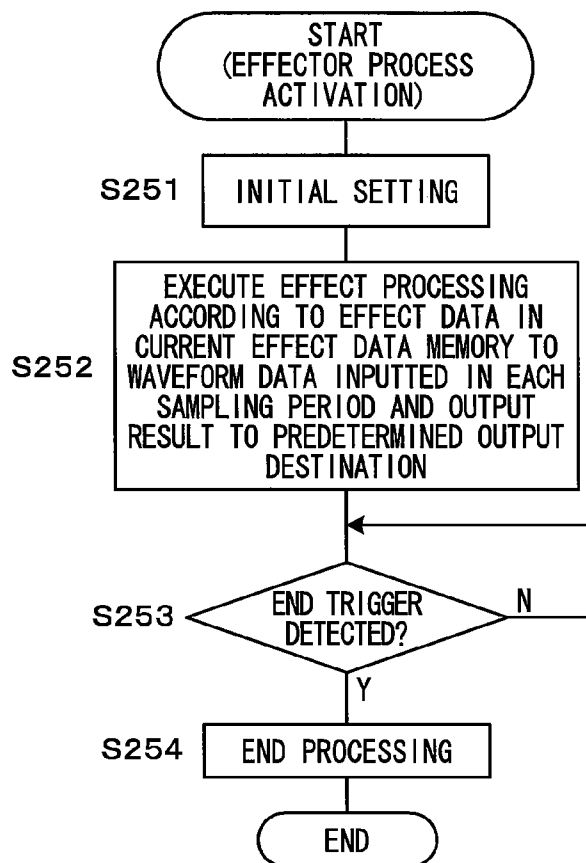 START
(EFFECTOR PROCESS
ACTIVATION)
S251
INITIAL SETTING
S252
EXECUTE EFFECT PROCESSING
ACCORDING TO EFFECT DATA IN
CURRENT EFFECT DATA MEMORY TO
WAVEFORM DATA INPUTTED IN EACH
SAMPLING PERIOD AND OUTPUT
RESULT TO PREDETERMINED OUTPUT
DESTINATION
S253
END TRIGGER
DETECTED?
N
Y
S254
END PROCESSING
END